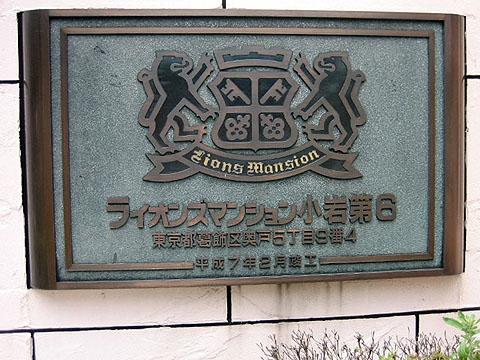 Lions Mansion
ライオンズマンション小岩第6
東京都葛飾区奥戸6丁目9番4
平成7年2月竣工